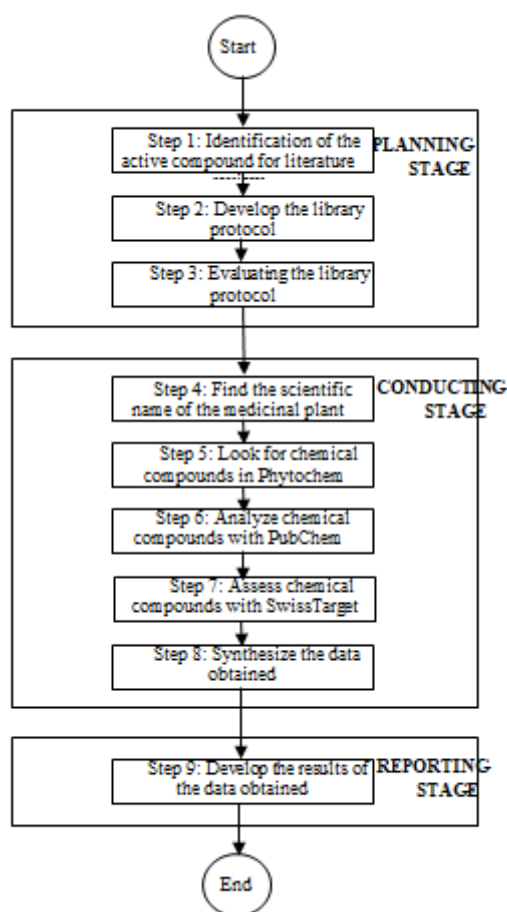 Start
Step 1: Identification of the
active compound for literature
PLANNING
STAGE
Step 2: Develop the library
protocol
Step 3: Evaluating the library
protocol
Step 4: Find the scientific
name of the medicinal plant
CONDUCTING
STAGE
Step 5: Look for chemical
compounds in Phytochem
Step 6: Analyze chemical
compounds with PubChem
Step 7: Assess chemical
compounds with SwissTarget
Step 8: Synthesize the data
obtained
Step 9: Develop the results of
the data obtained
REPORTING
STAGE
End